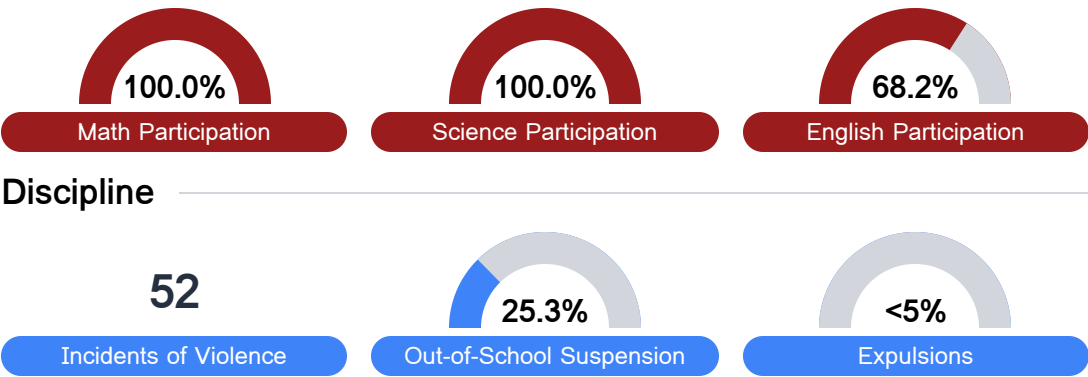 100.0% 100.0% 68.2%
Math Participation Science Participation English Participation
Discipline
52 25.3% <5%
Incidents of Violence Out-of-School Suspension Expulsions